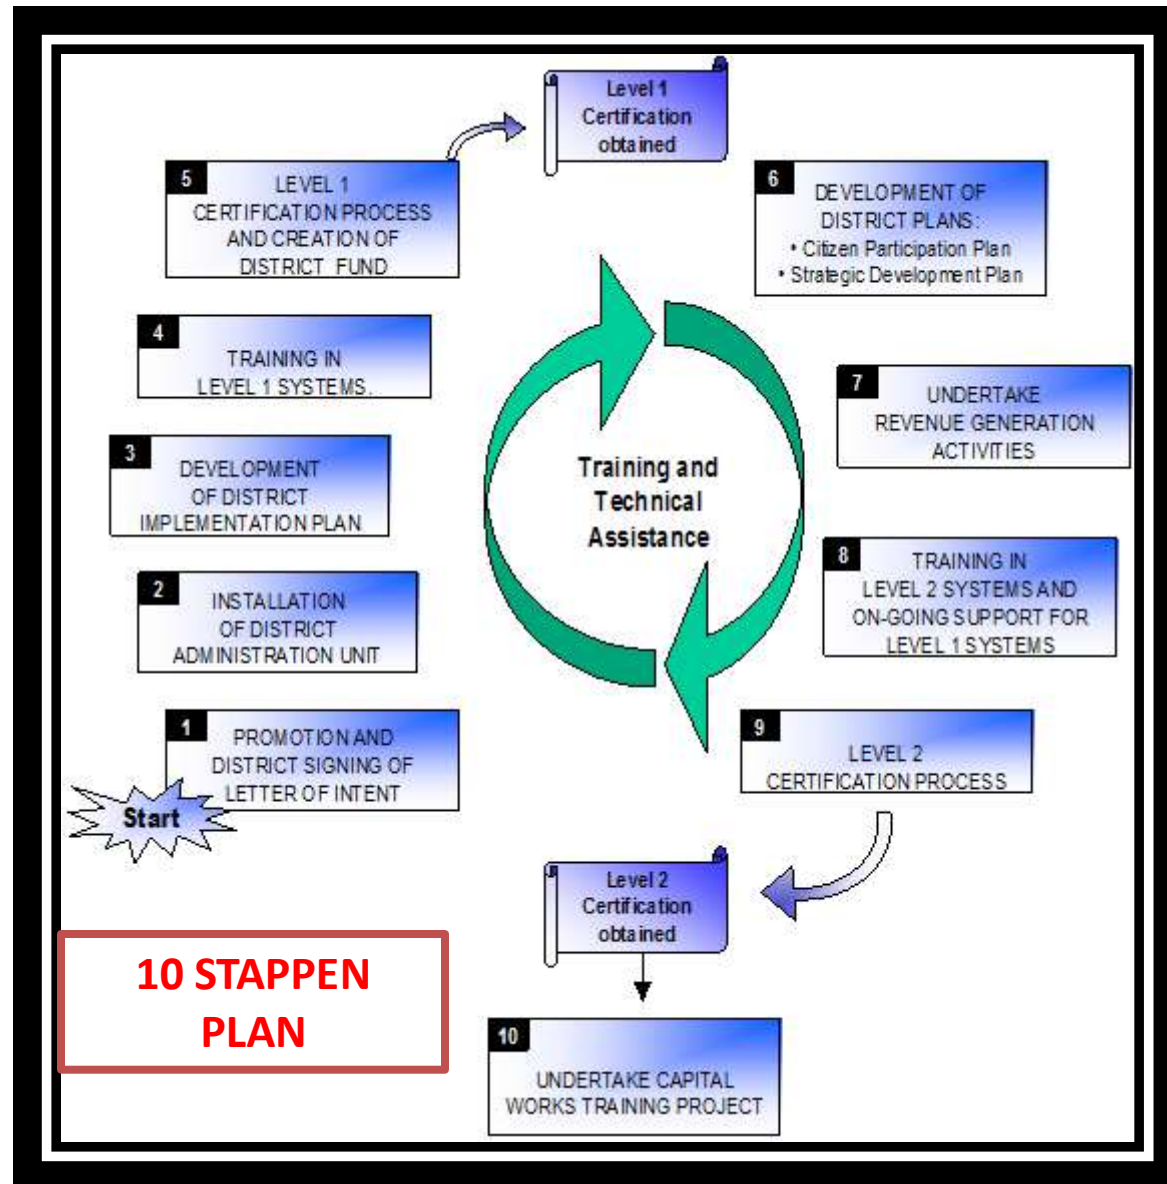 Level 1
Certification
obtained
5
LEVEL 1
CERTIFICATION PROCESS
AND CREATION OF
DISTRICT FUND
6
DEVELOPMENT OF
DISTRICT PLANS:
• Citizen Participation Plan
• Strategic Development Plan
4
TRAINING IN
LEVEL 1 SYSTEMS.
7
UNDERTAKE
REVENUE GENERATION
ACTIVITIES
3
DEVELOPMENT
OF DISTRICT
IMPLEMENTATION PLAN
Training and
Technical
Assistance
8
TRAINING IN
LEVEL 2 SYSTEMS AND
ON-GOING SUPPORT FOR
LEVEL 1 SYSTEMS
2
INSTALLATION
OF DISTRICT
ADMINISTRATION UNIT
1
PROMOTION AND
DISTRICT SIGNING OF
LETTER OF INTENT
Start
9
LEVEL 2
CERTIFICATION PROCESS
Level 2
Certification
obtained
10 STAPPEN
PLAN
10
UNDERTAKE CAPITAL
WORKS TRAINING PROJECT